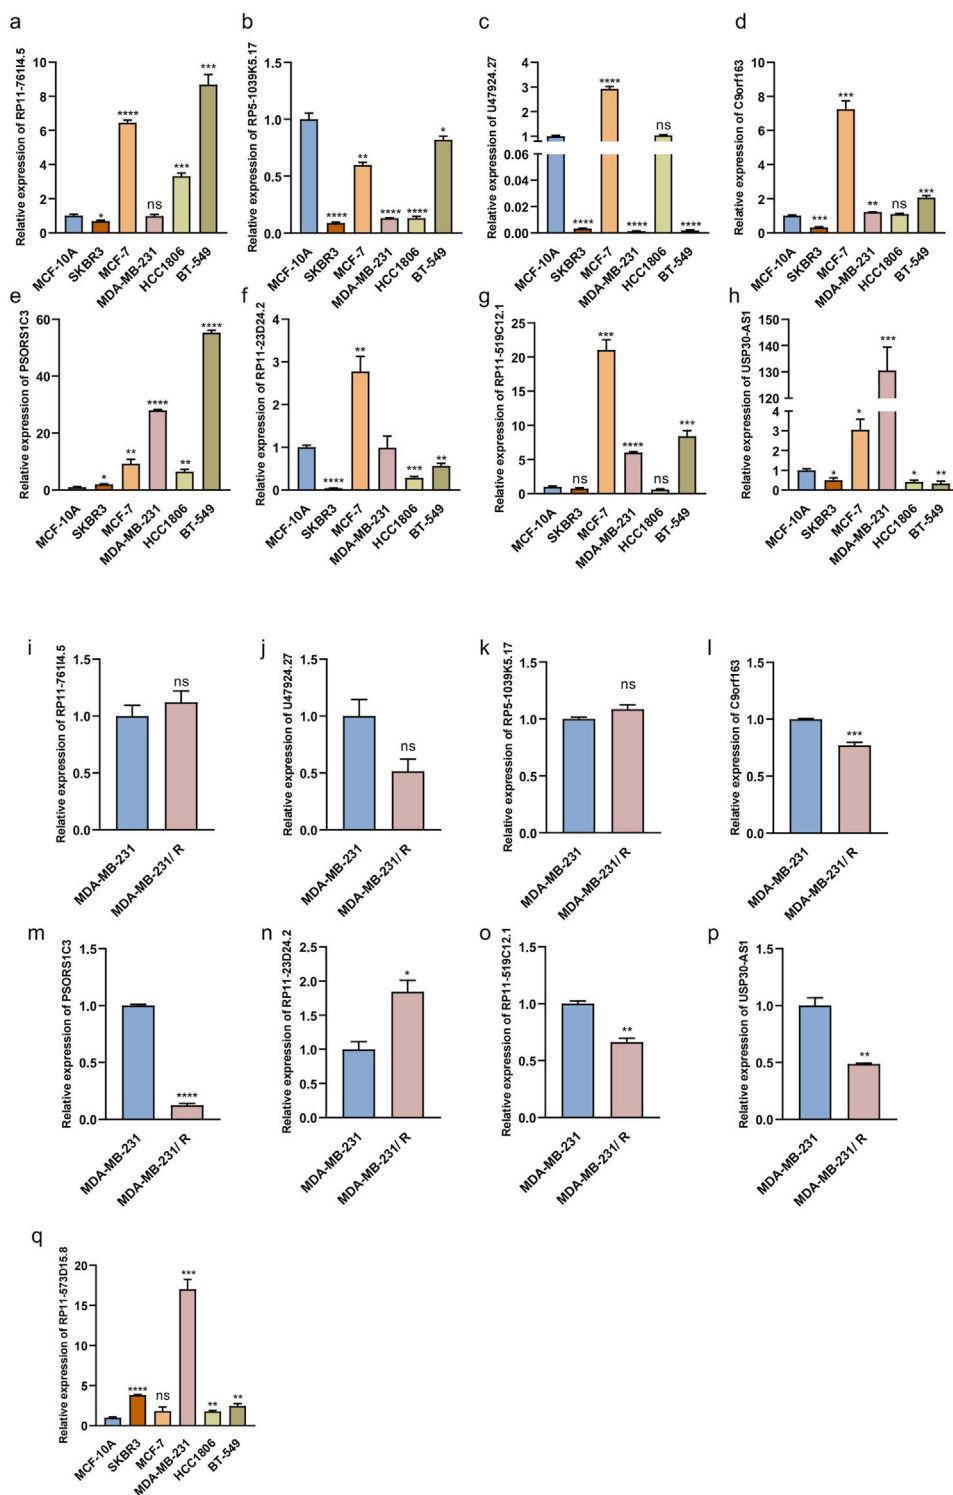 a
Relative expression of RP11-761I4.5
10
8
6
4
2
0
*
****
ns
***
***
MCF-10A
SKBR3
MCF-7
MDA-MB-231
HCC1806
BT-549
b
Relative expression of RP5-1039K5.17
1.5
1.0
0.5
0.0
****
**
****
****
*
MCF-10A
SKBR3
MCF-7
MDA-MB-231
HCC1806
BT-549
c
Relative expression of U47924.27
4
3
2
1
0.06
0.04
0.02
0.00
****
****
****
ns
****
MCF-10A
SKBR3
MCF-7
MDA-MB-231
HCC1806
BT-549
d
Relative expression of C9orf163
10
8
6
4
2
0
***
***
**
ns
***
MCF-10A
SKBR3
MCF-7
MDA-MB-231
HCC1806
BT-549
e
Relative expression of PSORS1C3
60
40
20
0
*
**
****
**
****
MCF-10A
SKBR3
MCF-7
MDA-MB-231
HCC1806
BT-549
f
Relative expression of RP11-23D24.2
4
3
2
1
0
****
**
***
**
MCF-10A
SKBR3
MCF-7
MDA-MB-231
HCC1806
BT-549
g
Relative expression of RP11-519C12.1
25
20
15
10
5
0
ns
***
****
ns
***
MCF-10A
SKBR3
MCF-7
MDA-MB-231
HCC1806
BT-549
h
Relative expression of USP30-AS1
150
140
130
120
110
4
3
2
1
0
*
*
***
*
**
MCF-10A
SKBR3
MCF-7
MDA-MB-231
HCC1806
BT-549
i
Relative expression of RP11-761I4.5
1.5
1.0
0.5
0.0
ns
MDA-MB-231
MDA-MB-231/ R
j
Relative expression of U47924.27
1.5
1.0
0.5
0.0
ns
MDA-MB-231
MDA-MB-231/ R
k
Relative expression of RP5-1039K5.17
1.5
1.0
0.5
0.0
ns
MDA-MB-231
MDA-MB-231/ R
l
Relative expression of C9orf163
1.5
1.0
0.5
0.0
***
MDA-MB-231
MDA-MB-231/ R
m
Relative expression of PSORS1C3
1.5
1.0
0.5
0.0
****
MDA-MB-231
MDA-MB-231/ R
n
Relative expression of RP11-23D24.2
2.5
2.0
1.5
1.0
0.5
0.0
*
MDA-MB-231
MDA-MB-231/ R
o
Relative expression of RP11-519C12.1
1.5
1.0
0.5
0.0
**
MDA-MB-231
MDA-MB-231/ R
p
Relative expression of USP30-AS1
1.5
1.0
0.5
0.0
**
MDA-MB-231
MDA-MB-231/ R
q
Relative expression of RP11-573D15.8
20
15
10
5
0
****
ns
***
**
**
MCF-10A
SKBR3
MCF-7
MDA-MB-231
HCC1806
BT-549